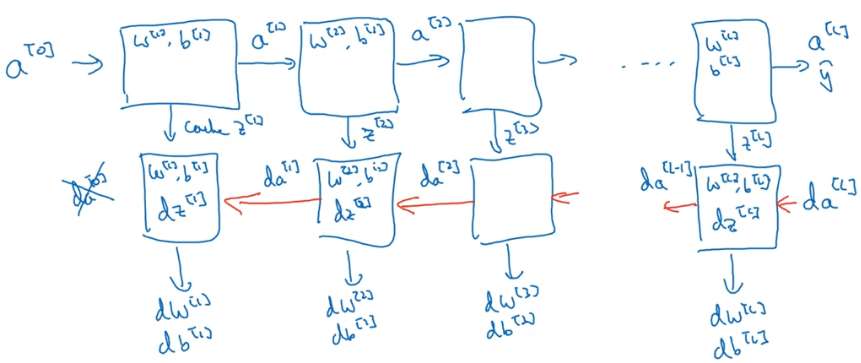 a^[0] w^[1], b^[1] a^[1] w^[2], b^[2] a^[2] .... w^[L] a^[L]
b^[L] ŷ
cache z^[1] z^[2] z^[3] z^[L]
da^[0] w^[1], b^[1] da^[1] w^[2], b^[2] da^[2] da^[L-1] w^[L], b^[L] da^[L]
dz^[1] dz^[2] dz^[L]
dw^[1] dw^[2] dw^[3] dw^[L]
db^[1] db^[2] db^[3] db^[L]